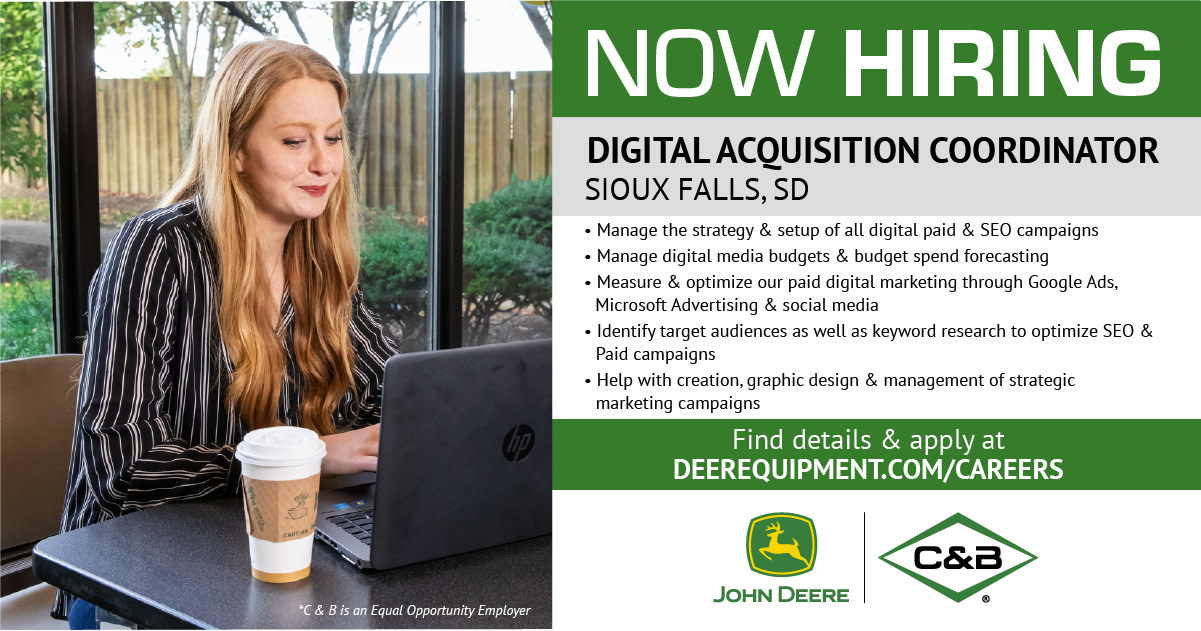 NOW HIRING
DIGITAL ACQUISITION COORDINATOR
SIOUX FALLS, SD
• Manage the strategy & setup of all digital paid & SEO campaigns
• Manage digital media budgets & budget spend forecasting
• Measure & optimize our paid digital marketing through Google Ads,
Microsoft Advertising & social media
• Identify target audiences as well as keyword research to optimize SEO &
Paid campaigns
• Help with creation, graphic design & management of strategic
marketing campaigns
Find details & apply at
DEEREQUIPMENT.COM/CAREERS
JOHN DEERE
C&B
®
hp
CAUTION
*C & B is an Equal Opportunity Employer